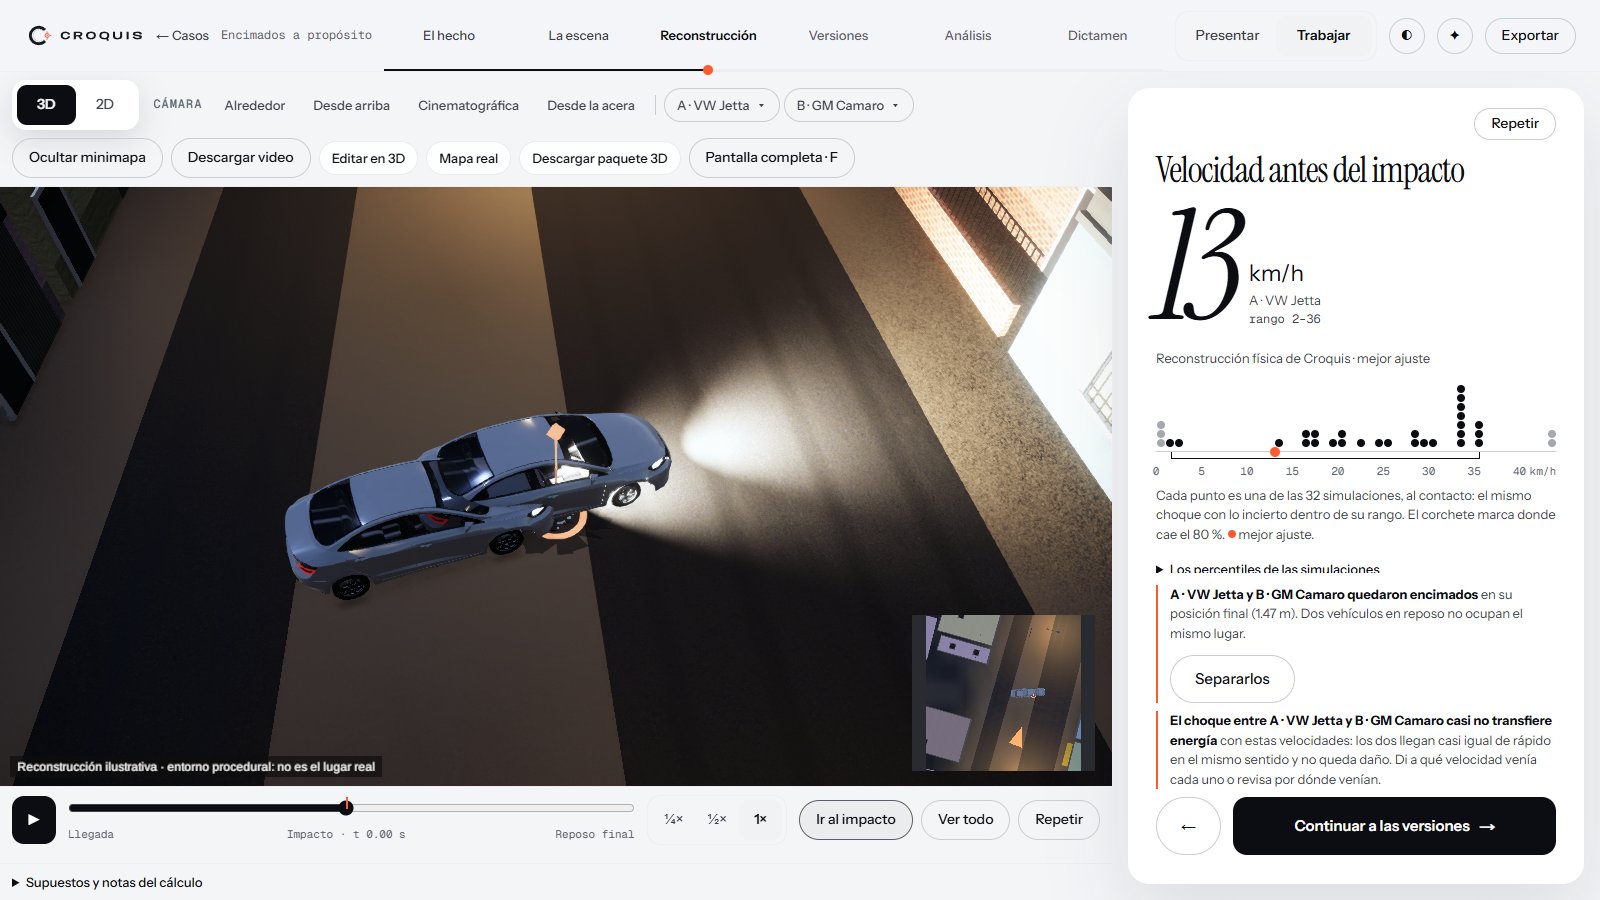 CROQUIS
← Casos
Encimados a propósito
El hecho
La escena
Reconstrucción
Versiones
Análisis
Dictamen
Presentar
Trabajar
Exportar
3D
2D
CÁMARA
Alrededor
Desde arriba
Cinematográfica
Desde la acera
A · VW Jetta
B · GM Camaro
Ocultar minimapa
Descargar video
Editar en 3D
Mapa real
Descargar paquete 3D
Pantalla completa · F
Reconstrucción ilustrativa - entorno procedural: no es el lugar real
Llegada
Impacto · t 0.00 s
Reposo final
¼×
½×
1×
Ir al impacto
Ver todo
Repetir
Supuestos y notas del cálculo
Repetir
Velocidad antes del impacto
13 km/h
A · VW Jetta
rango 2–36
Reconstrucción física de Croquis · mejor ajuste
0 5 10 15 20 25 30 35 40 km/h
Cada punto es una de las 32 simulaciones, al contacto: el mismo
choque con lo incierto dentro de su rango. El corchete marca donde
cae el 80 %. mejor ajuste.
Los percentiles de las simulaciones
A · VW Jetta y B · GM Camaro quedaron encimados en su
posición final (1.47 m). Dos vehículos en reposo no ocupan el
mismo lugar.
Separarlos
El choque entre A · VW Jetta y B · GM Camaro casi no transfiere
energía con estas velocidades: los dos llegan casi igual de rápido
en el mismo sentido y no queda daño. Di a qué velocidad venía
cada uno o revisa por dónde venían.
←
Continuar a las versiones →